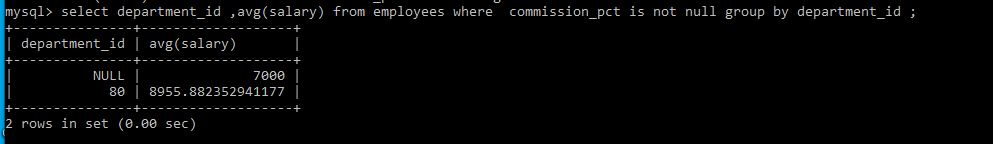 mysql> select department_id ,avg(salary) from employees where  commission_pct is not null group by department_id ;
+---------------+-------------------+
| department_id | avg(salary)       |
+---------------+-------------------+
|          NULL |              7000 |
|            80 | 8955.882352941177 |
+---------------+-------------------+
2 rows in set (0.00 sec)